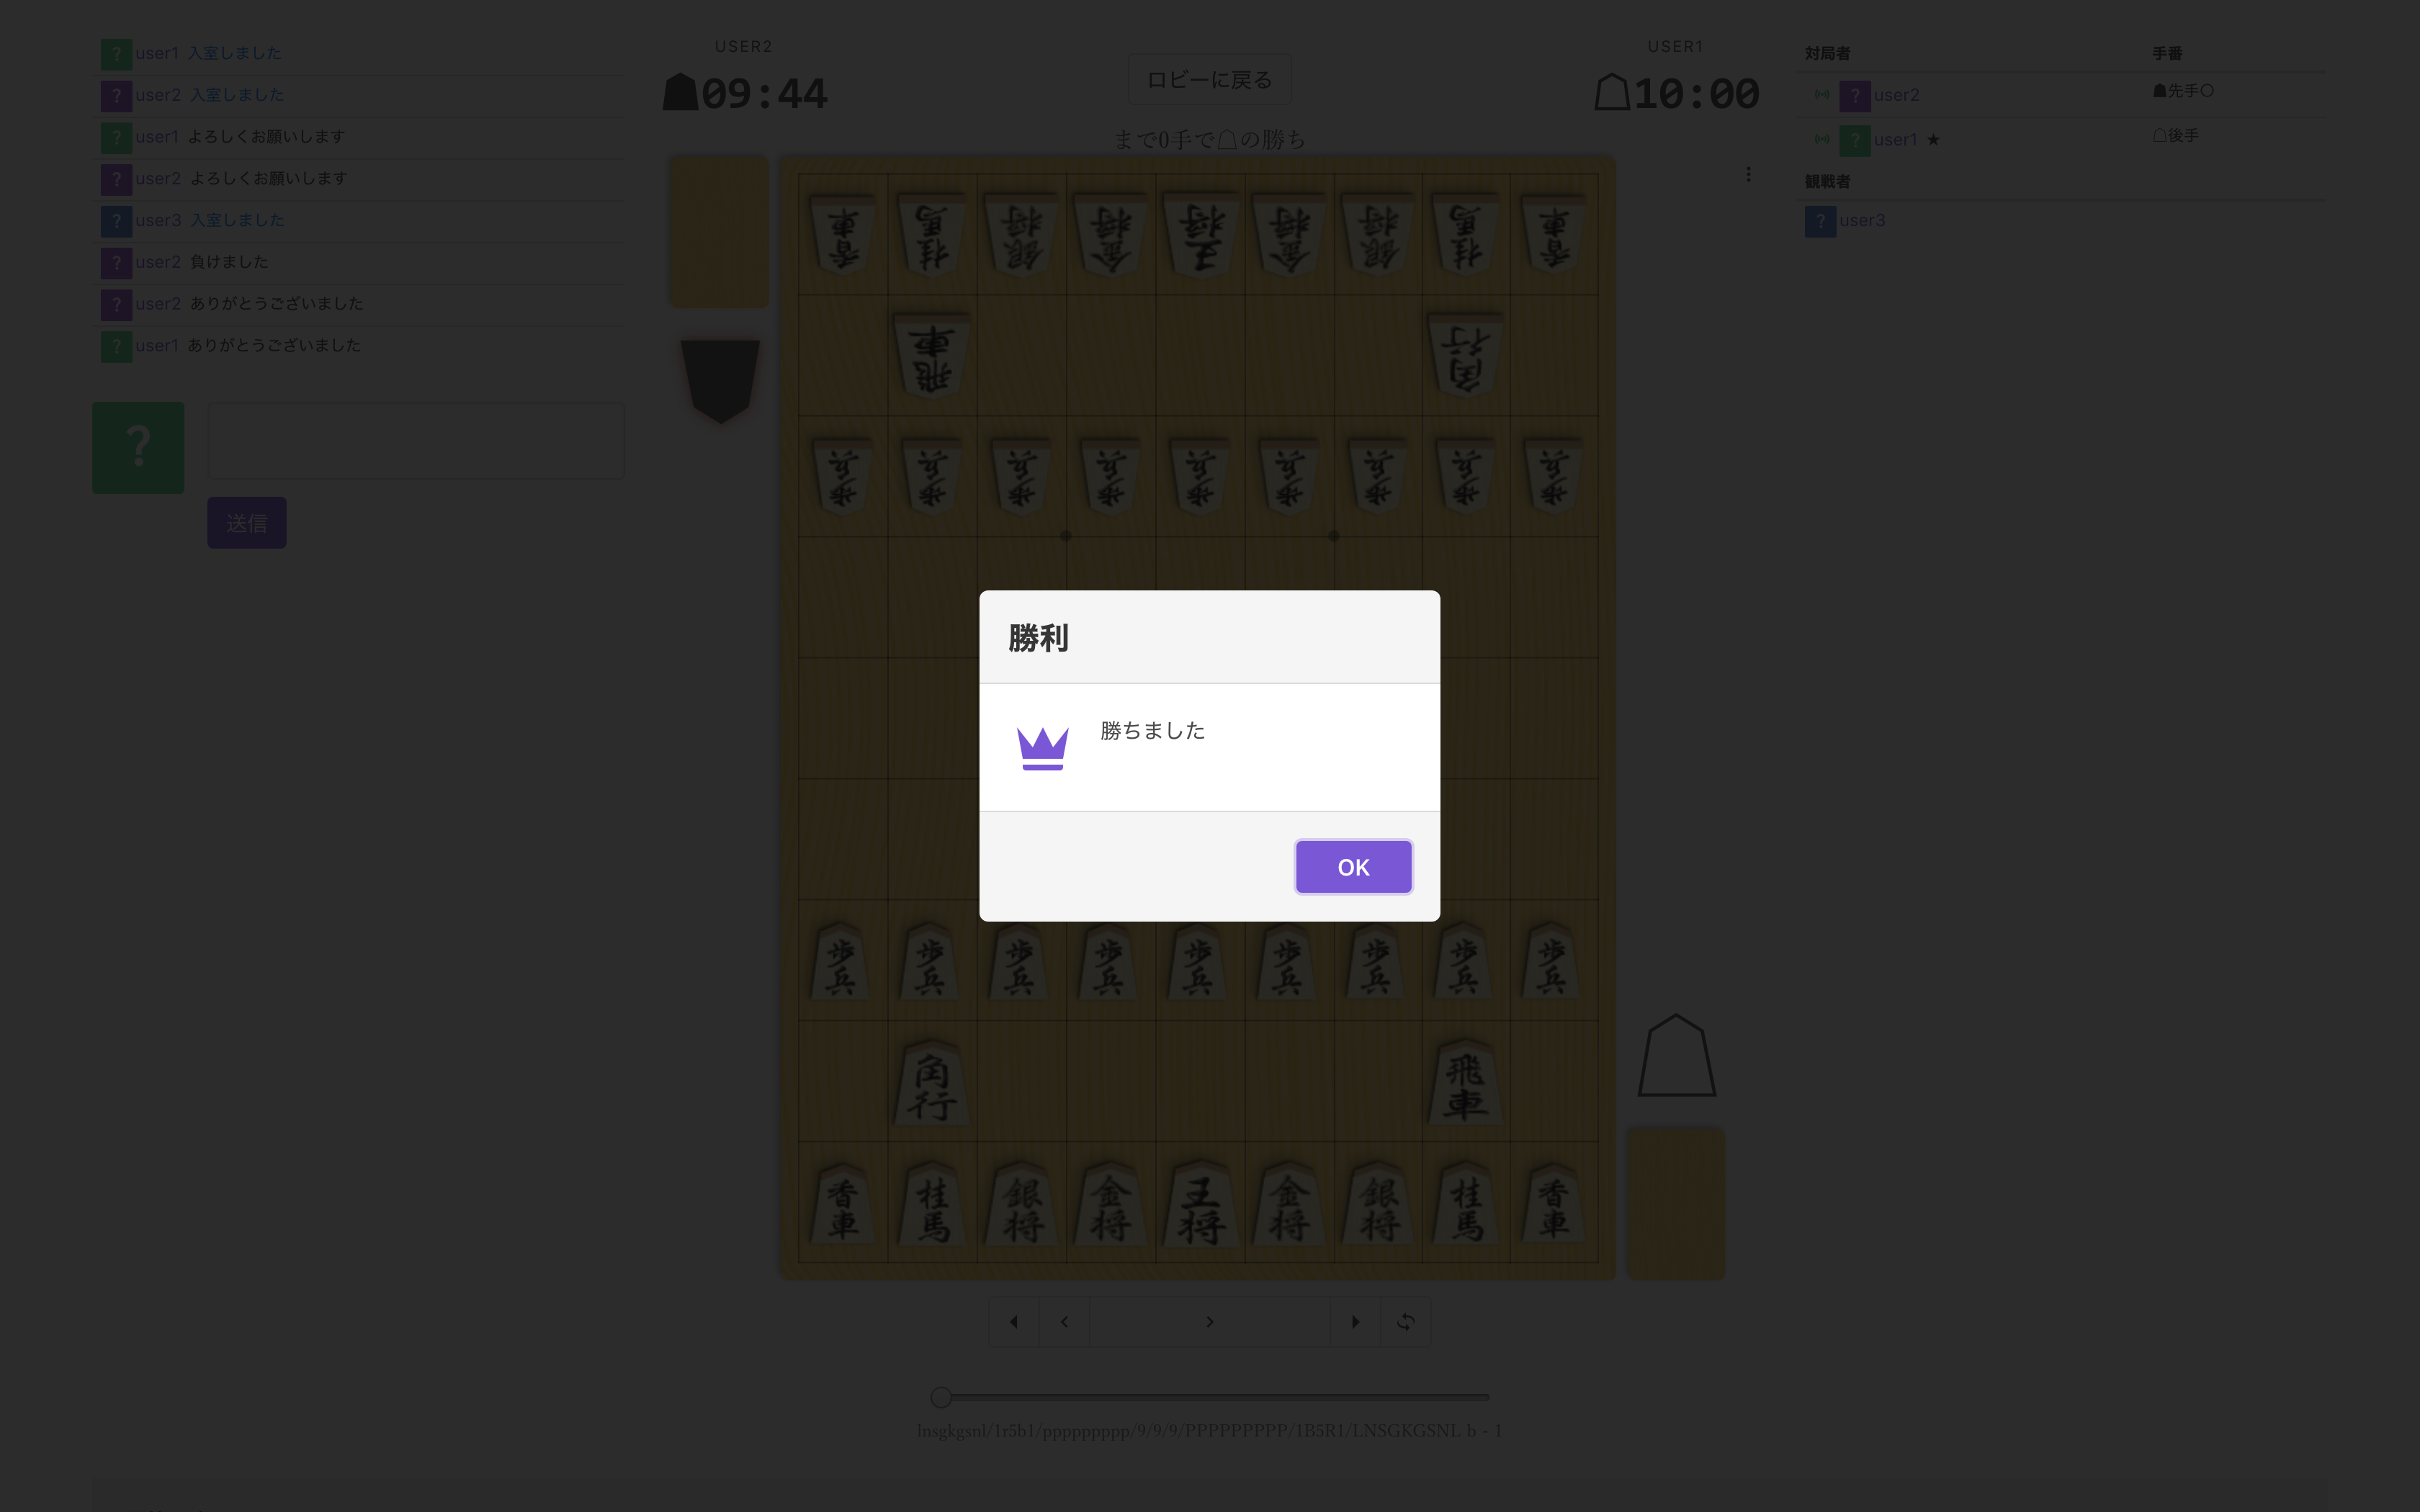 ? user1 入室しました
? user2 入室しました
? user1 よろしくお願いします
? user2 よろしくお願いします
? user3 入室しました
? user2 負けました
? user2 ありがとうございました
? user1 ありがとうございました
?
送信
USER2
09:44
ロビーに戻る
USER1
10:00
まで0手で☖の勝ち
対局者 手番
? user2 ☗先手○
? user1 ★ ☖後手
観戦者
? user3
香車 桂馬 銀将 金将 王将 金将 銀将 桂馬 香車
飛車 角行
歩兵 歩兵 歩兵 歩兵 歩兵 歩兵 歩兵 歩兵 歩兵
勝利
勝ちました
OK
歩兵 歩兵 歩兵 歩兵 歩兵 歩兵 歩兵 歩兵 歩兵
角行 飛車
香車 桂馬 銀将 金将 王将 金将 銀将 桂馬 香車
lnsgkgsnl/1r5b1/ppppppppp/9/9/9/PPPPPPPPP/1B5R1/LNSGKGSNL b - 1